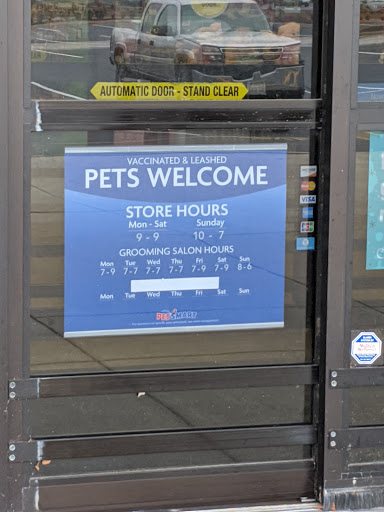 AUTOMATIC DOOR - STAND CLEAR
VACCINATED & LEASHED
PETS WELCOME
STORE HOURS
Mon - Sat Sunday
9 - 9 10 - 7
GROOMING SALON HOURS
Mon Tue Wed Thu Fri Sat Sun
7-9 7-7 7-7 7-7 7-9 7-9 8-6
Mon Tue Wed Thu Fri Sat Sun
PETSMART
VISA